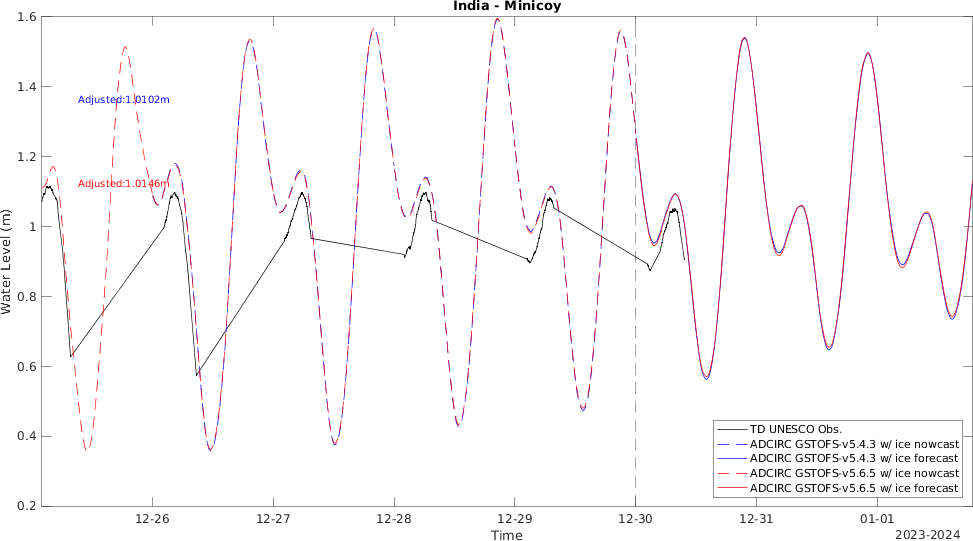 India - Minicoy
Water Level (m)
1.6
1.4
1.2
1
0.8
0.6
0.4
0.2
Adjusted:1.0102m
Adjusted:1.0146m
TD UNESCO Obs.
ADCIRC GSTOFS-v5.4.3 w/ ice nowcast
ADCIRC GSTOFS-v5.4.3 w/ ice forecast
ADCIRC GSTOFS-v5.6.5 w/ ice nowcast
ADCIRC GSTOFS-v5.6.5 w/ ice forecast
12-26 12-27 12-28 12-29 12-30 12-31 01-01
Time
2023-2024